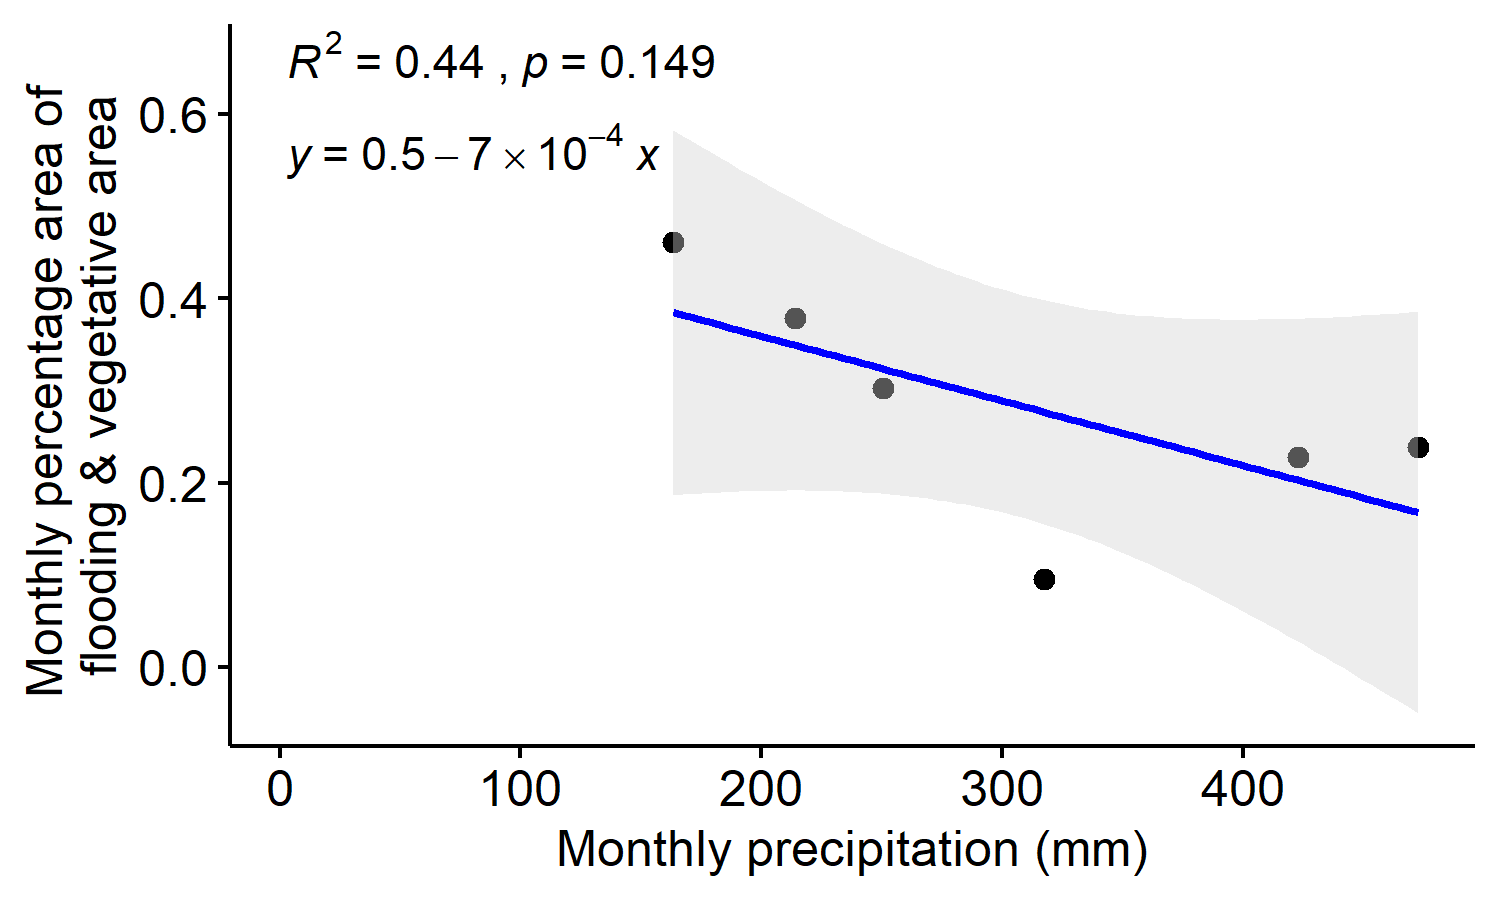 R² = 0.44 , p = 0.149
y = 0.5 − 7 × 10⁻⁴ x
Monthly percentage area of
flooding & vegetative area
0.6
0.4
0.2
0.0
0 100 200 300 400
Monthly precipitation (mm)